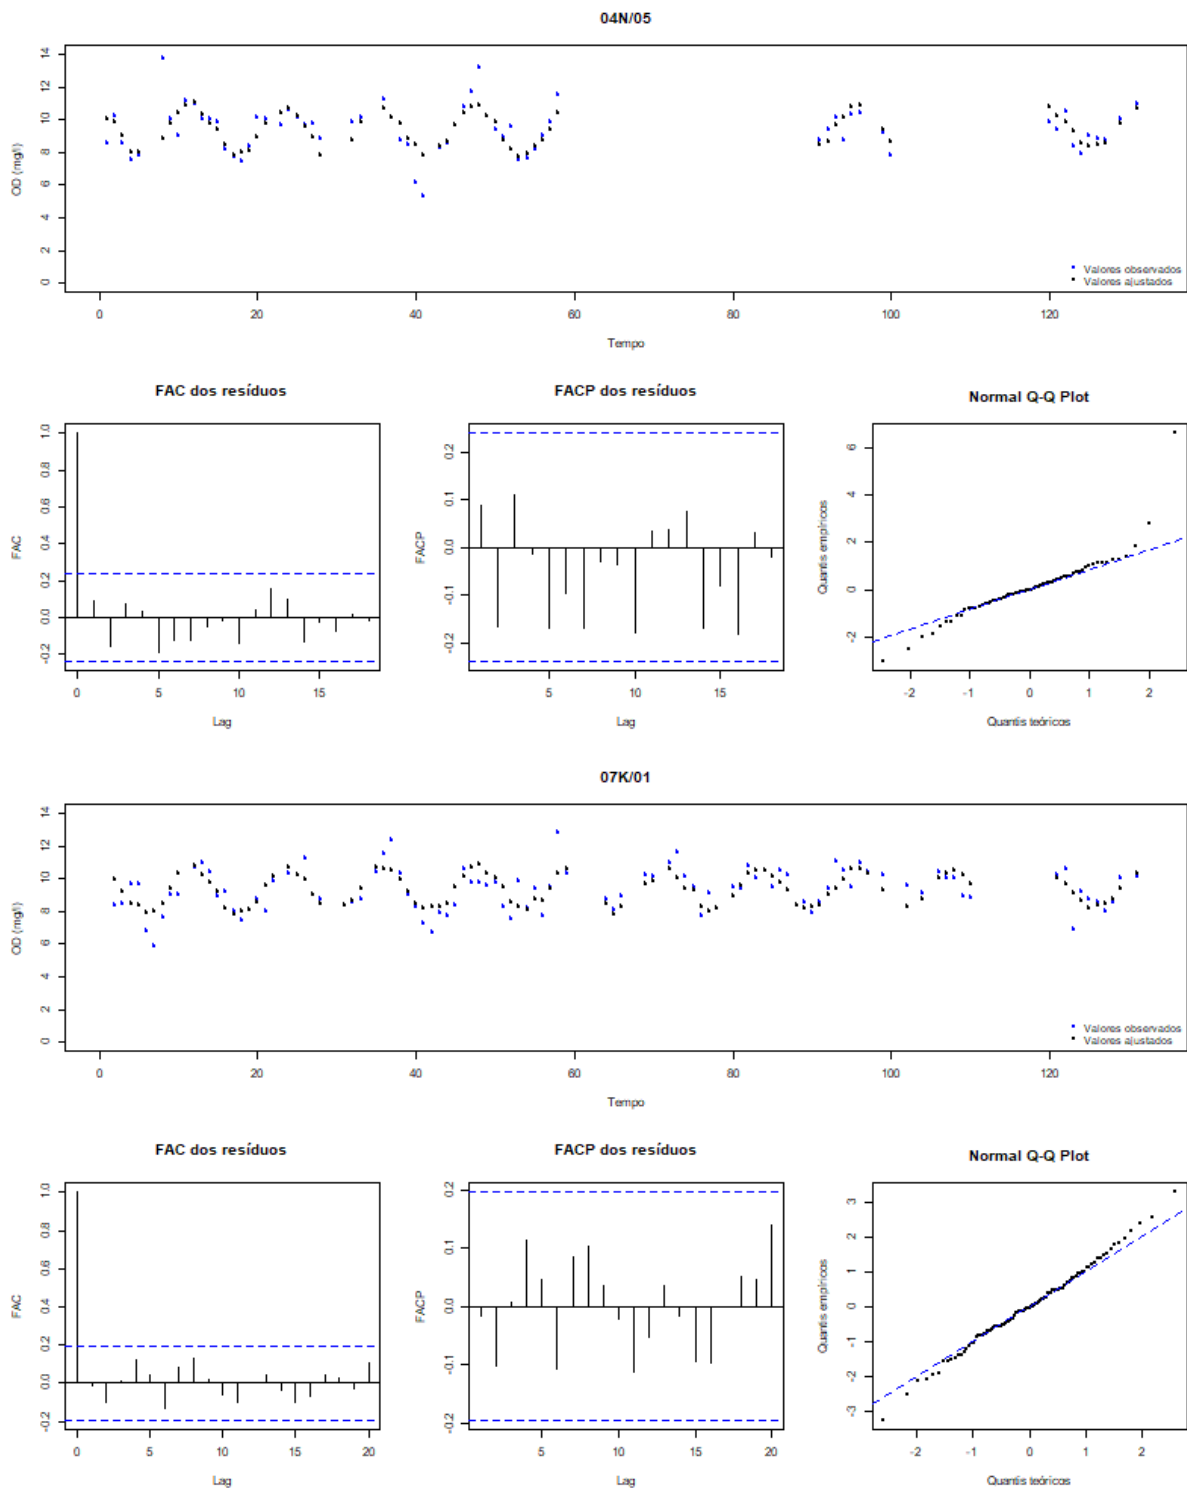 04N/05
14
12
10
8
6
4
2
0
OD (mg/l)
Valores observados
Valores ajustados
0 20 40 60 80 100 120
Tempo
FAC dos resíduos
FACP dos resíduos
Normal Q-Q Plot
1.0
0.8
0.6
0.4
0.2
0.0
-0.2
FAC
0 5 10 15
Lag
0.2
0.1
0.0
-0.1
-0.2
FACP
5 10 15
Lag
6
4
2
0
-2
Quantis empíricos
-2 -1 0 1 2
Quantis teóricos
07K/01
14
12
10
8
6
4
2
0
OD (mg/l)
Valores observados
Valores ajustados
0 20 40 60 80 100 120
Tempo
FAC dos resíduos
FACP dos resíduos
Normal Q-Q Plot
1.0
0.8
0.6
0.4
0.2
0.0
-0.2
FAC
0 5 10 15 20
Lag
0.2
0.1
0.0
-0.1
-0.2
FACP
5 10 15 20
Lag
3
2
1
0
-1
-2
-3
Quantis empíricos
-2 -1 0 1 2
Quantis teóricos